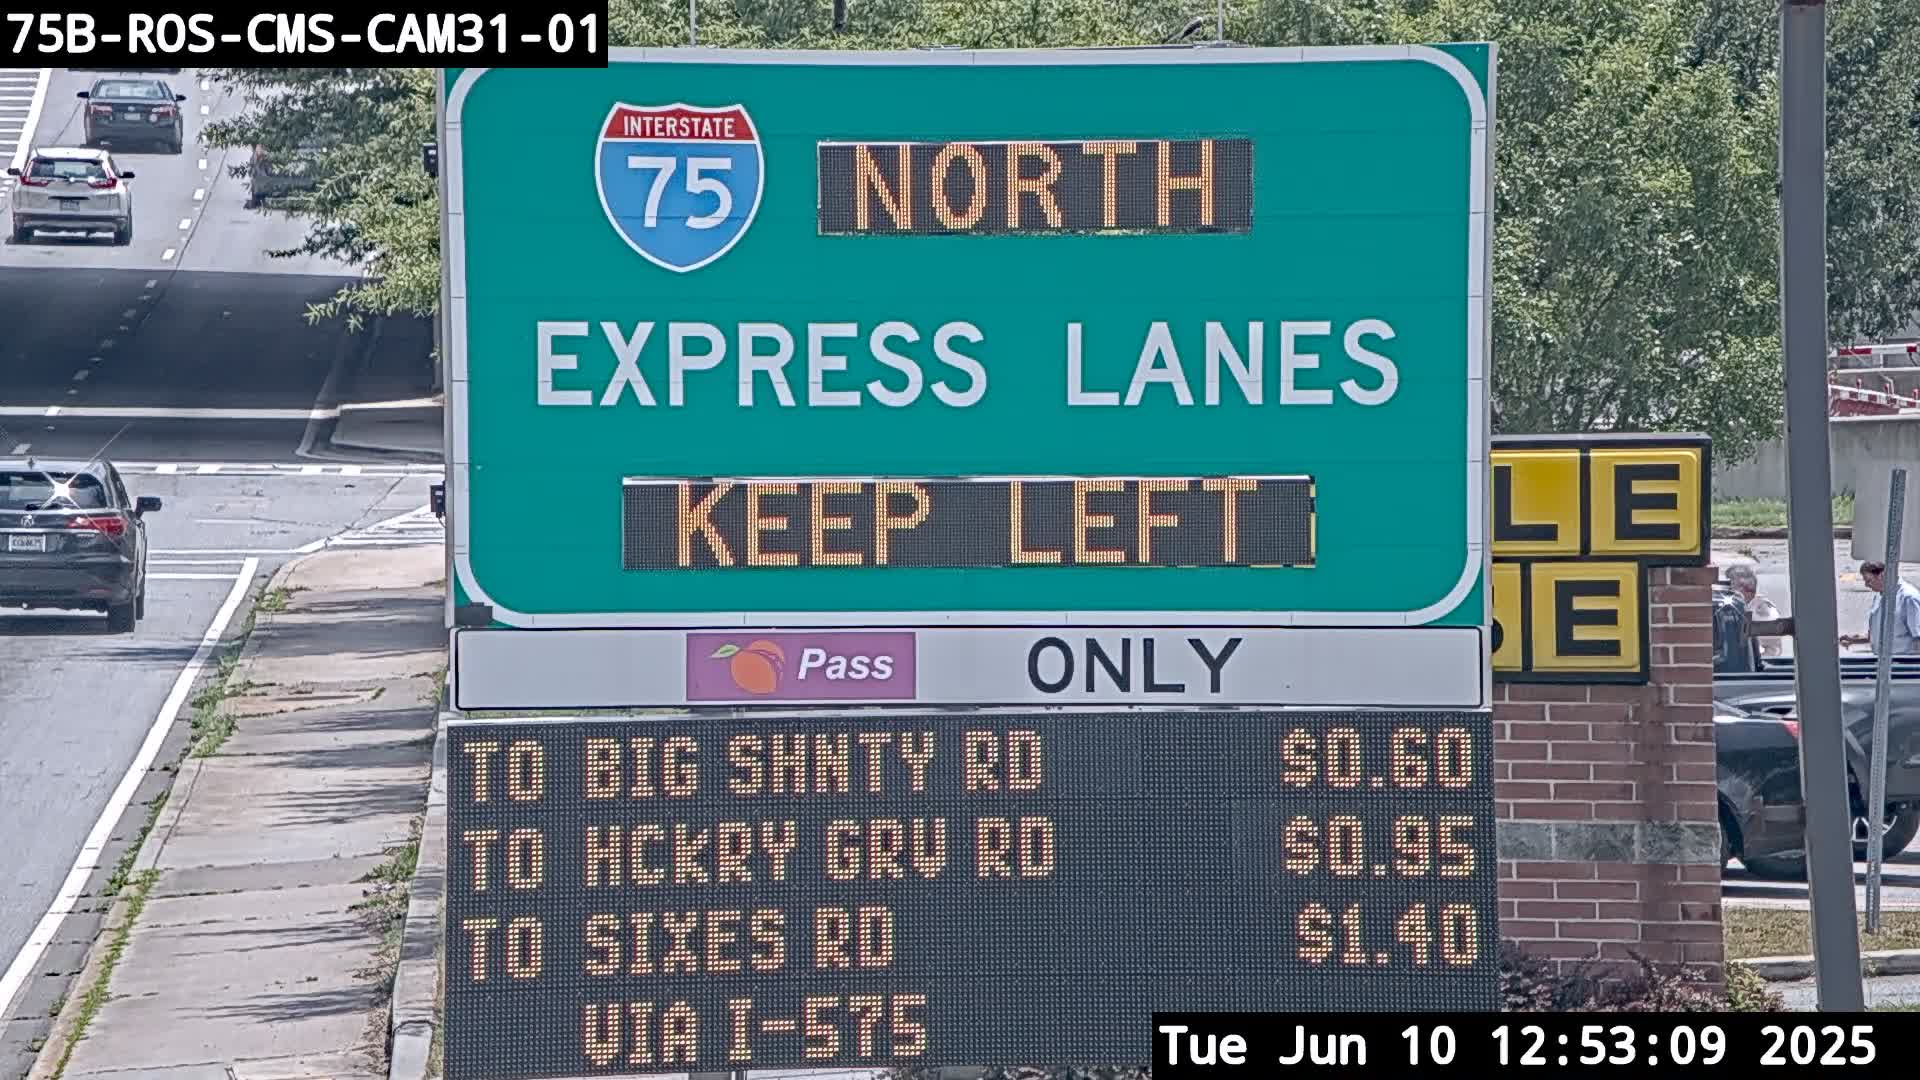 75B-ROS-CMS-CAM31-01
INTERSTATE
75
NORTH
EXPRESS LANES
KEEP LEFT
LE
E
Pass ONLY
TO BIG SHNTY RD $0.60
TO HCKRY GRV RD $0.95
TO SIXES RD $1.40
VIA I-575
Tue Jun 10 12:53:09 2025